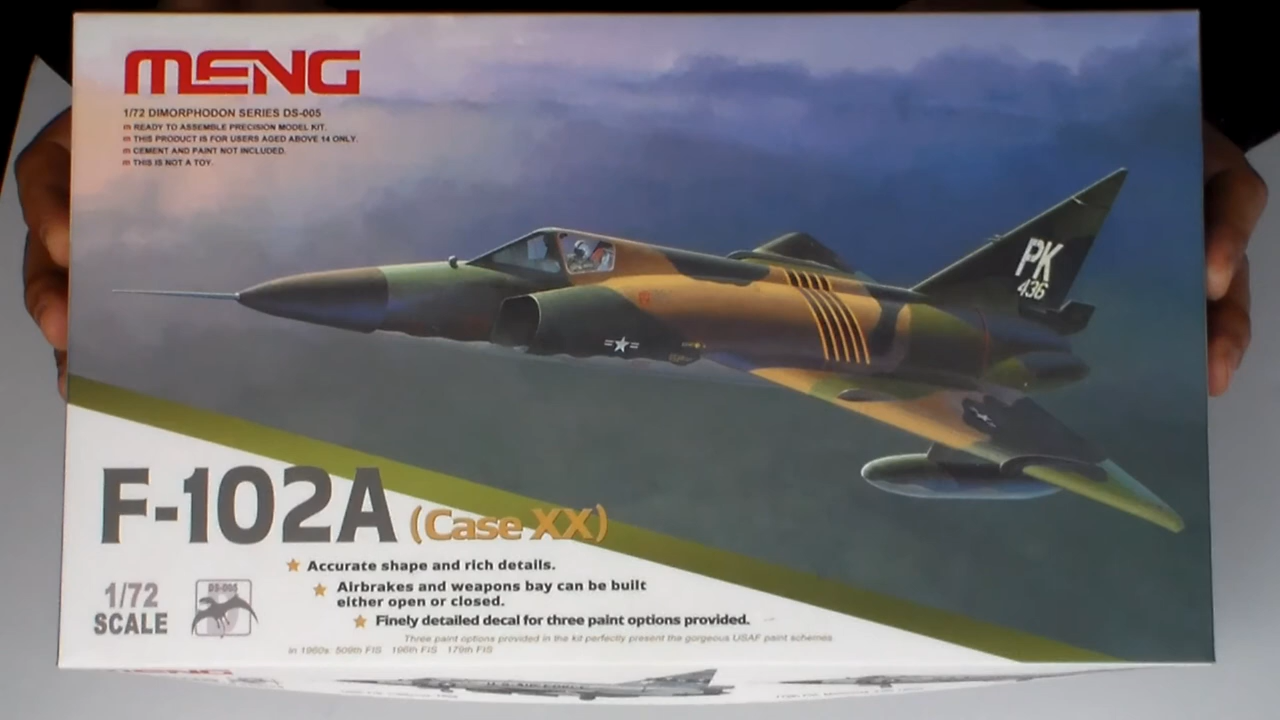 MENG
1/72 DIMORPHODON SERIES DS-005
READY TO ASSEMBLE PRECISION MODEL KIT.
THIS PRODUCT IS FOR USERS AGED ABOVE 14 ONLY.
CEMENT AND PAINT NOT INCLUDED.
THIS IS NOT A TOY.
PK
436
F-102A (Case XX)
Accurate shape and rich details.
Airbrakes and weapons bay can be built
either open or closed.
Finely detailed decal for three paint options provided.
1/72
SCALE
DS-005
Three paint options provided in the kit perfectly present the gorgeous USAF paint schemes
in 1960s: 509th FIS 196th FIS 179th FIS
U.S. AIR FORCE